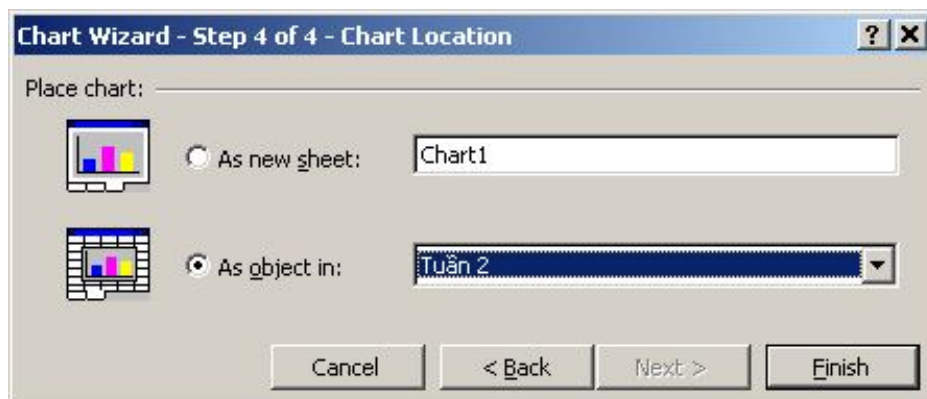 Chart Wizard - Step 4 of 4 - Chart Location
Place chart:
As new sheet: Chart1
As object in: Tuần 2
Cancel < Back Next > Finish